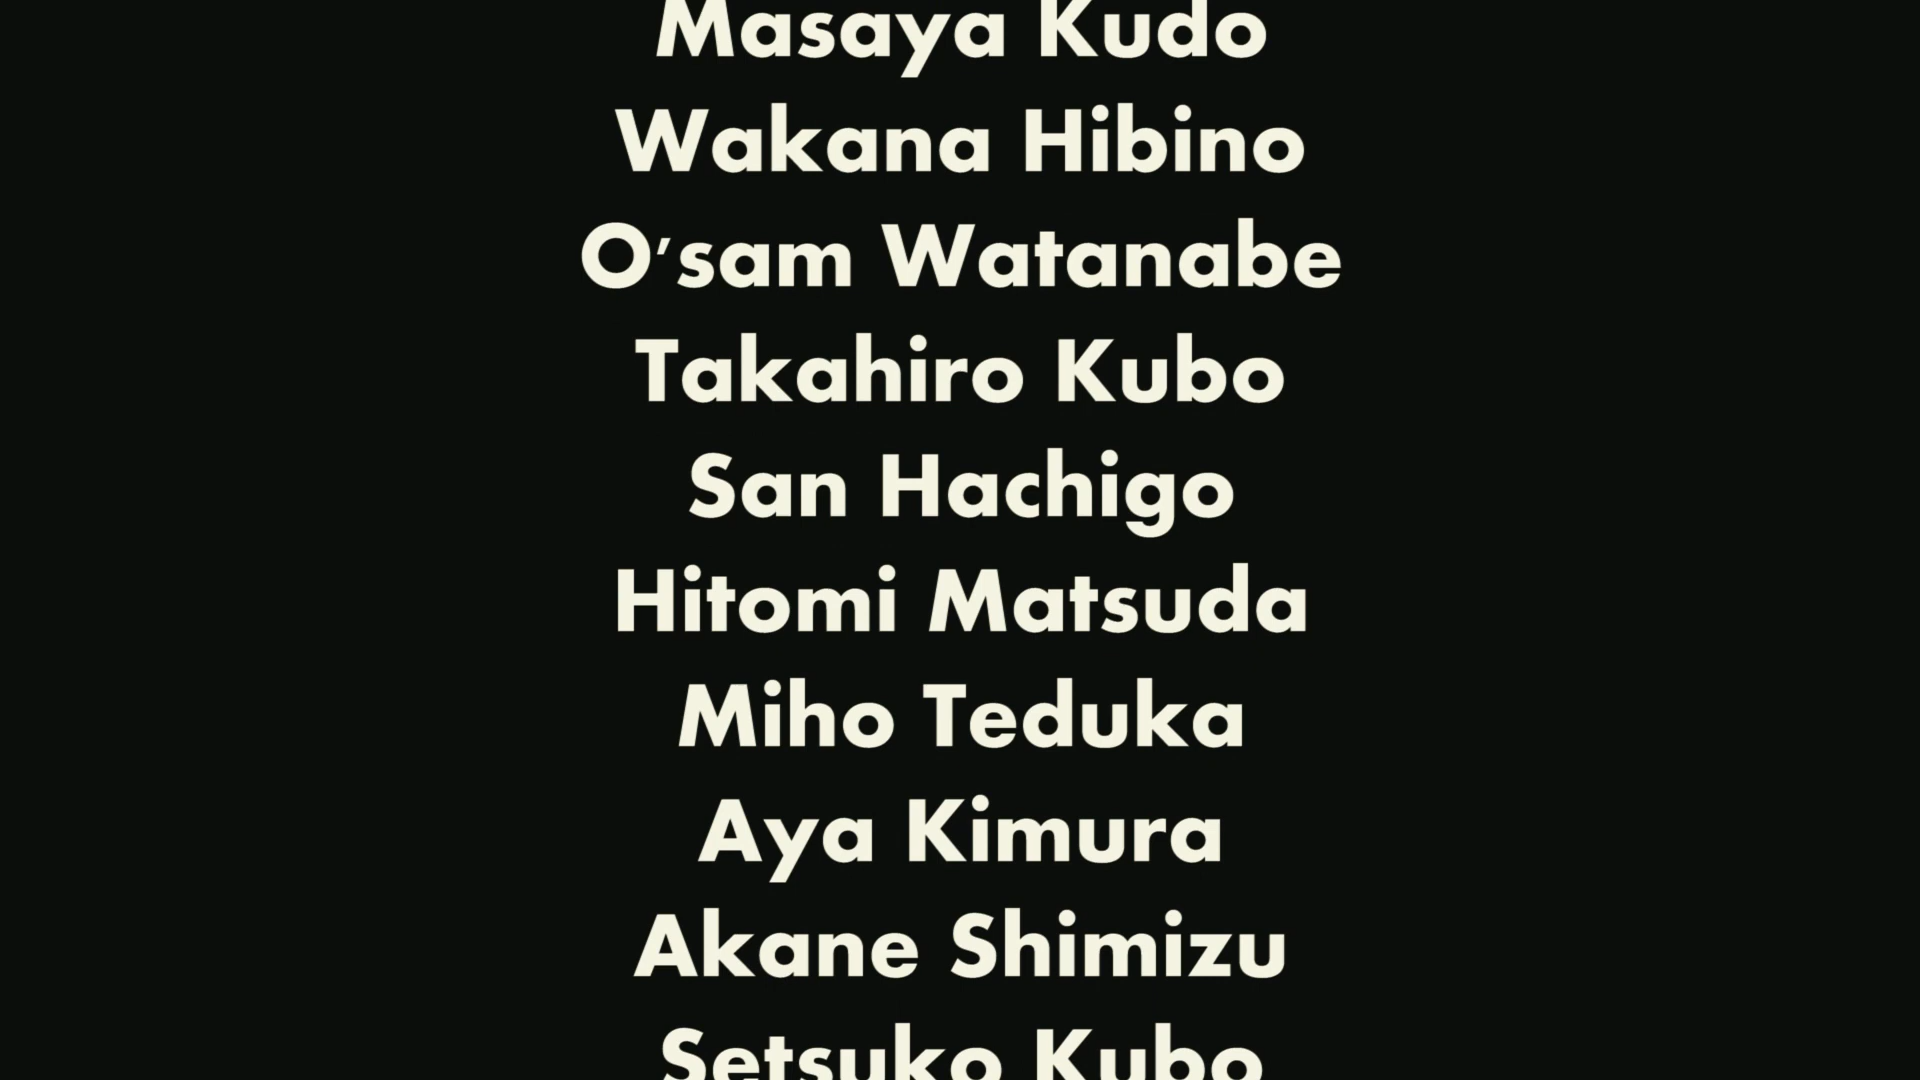 Masaya Kudo
Wakana Hibino
O'sam Watanabe
Takahiro Kubo
San Hachigo
Hitomi Matsuda
Miho Teduka
Aya Kimura
Akane Shimizu
Setsuko Kubo